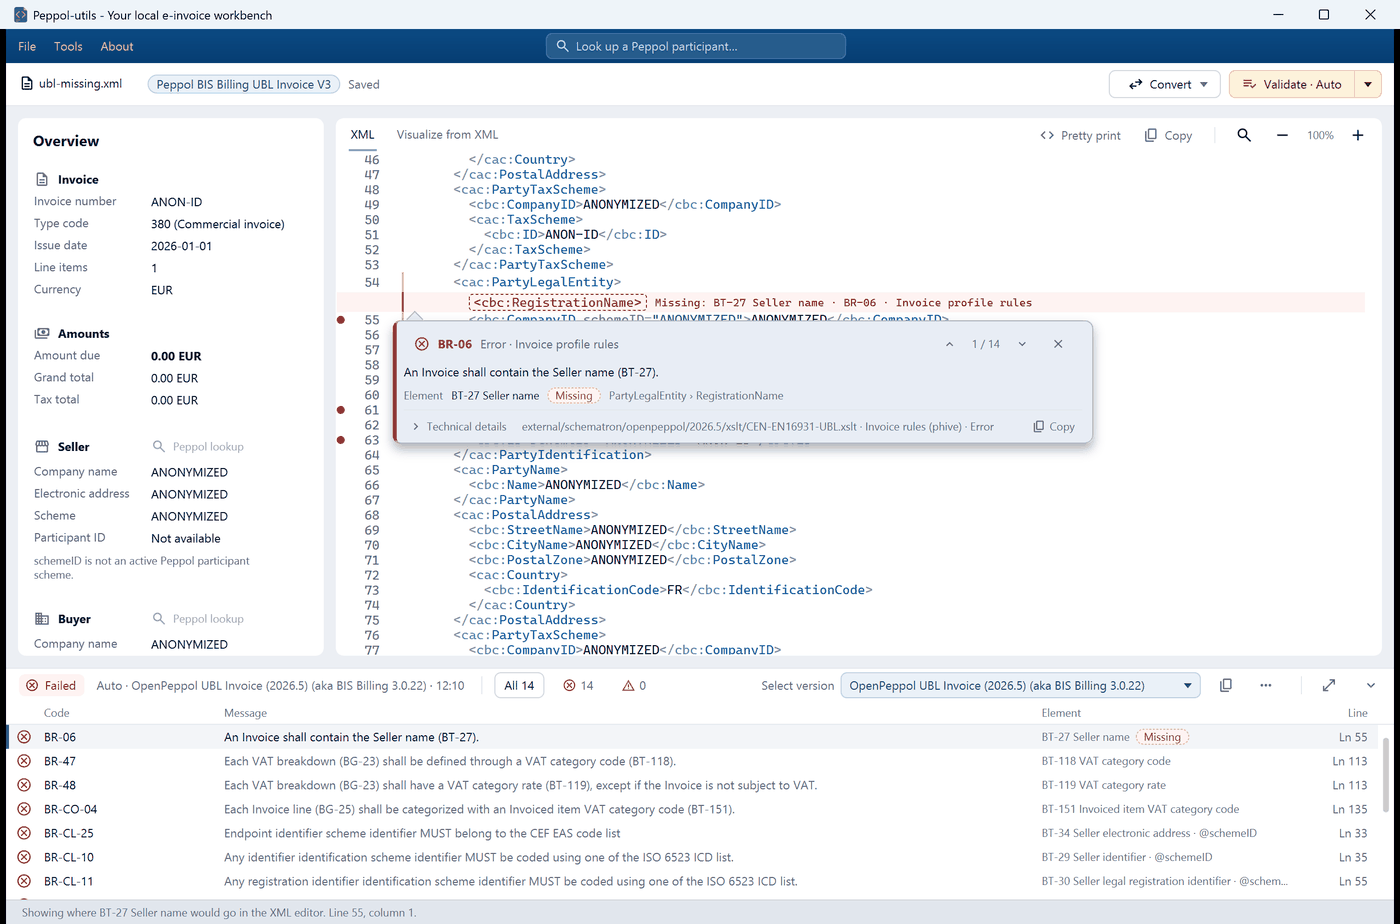 Peppol-utils - Your local e-invoice workbench
File Tools About Look up a Peppol participant...
ubl-missing.xml Peppol BIS Billing UBL Invoice V3 Saved Convert Validate · Auto
Overview
Invoice
Invoice number ANON-ID
Type code 380 (Commercial invoice)
Issue date 2026-01-01
Line items 1
Currency EUR
Amounts
Amount due 0.00 EUR
Grand total 0.00 EUR
Tax total 0.00 EUR
Seller Peppol lookup
Company name ANONYMIZED
Electronic address ANONYMIZED
Scheme ANONYMIZED
Participant ID Not available
schemeID is not an active Peppol participant
scheme.
Buyer Peppol lookup
Company name ANONYMIZED
XML Visualize from XML Pretty print Copy 100%
46 </cac:Country>
47 </cac:PostalAddress>
48 <cac:PartyTaxScheme>
49 <cbc:CompanyID>ANONYMIZED</cbc:CompanyID>
50 <cac:TaxScheme>
51 <cbc:ID>ANON-ID</cbc:ID>
52 </cac:TaxScheme>
53 </cac:PartyTaxScheme>
54 <cac:PartyLegalEntity>
<cbc:RegistrationName> Missing: BT-27 Seller name · BR-06 · Invoice profile rules
55 <cbc:CompanyID schemeID="ANONYMIZED">ANONYMIZED</cbc:CompanyID>
56
57
58
59
60
61
62
63
BR-06 Error · Invoice profile rules 1 / 14
An Invoice shall contain the Seller name (BT-27).
Element BT-27 Seller name Missing PartyLegalEntity › RegistrationName
Technical details external/schematron/openpeppol/2026.5/xslt/CEN-EN16931-UBL.xslt · Invoice rules (phive) · Error Copy
64 </cac:PartyIdentification>
65 <cac:PartyName>
66 <cbc:Name>ANONYMIZED</cbc:Name>
67 </cac:PartyName>
68 <cac:PostalAddress>
69 <cbc:StreetName>ANONYMIZED</cbc:StreetName>
70 <cbc:CityName>ANONYMIZED</cbc:CityName>
71 <cbc:PostalZone>ANONYMIZED</cbc:PostalZone>
72 <cac:Country>
73 <cbc:IdentificationCode>FR</cbc:IdentificationCode>
74 </cac:Country>
75 </cac:PostalAddress>
76 <cac:PartyTaxScheme>
77 <cbc:CompanyID>ANONYMIZED</cbc:CompanyID>
Failed Auto · OpenPeppol UBL Invoice (2026.5) (aka BIS Billing 3.0.22) · 12:10 All 14 14 0 Select version OpenPeppol UBL Invoice (2026.5) (aka BIS Billing 3.0.22)
Code Message Element Line
BR-06 An Invoice shall contain the Seller name (BT-27). BT-27 Seller name Missing Ln 55
BR-47 Each VAT breakdown (BG-23) shall be defined through a VAT category code (BT-118). BT-118 VAT category code Ln 113
BR-48 Each VAT breakdown (BG-23) shall have a VAT category rate (BT-119), except if the Invoice is not subject to VAT. BT-119 VAT category rate Ln 113
BR-CO-04 Each Invoice line (BG-25) shall be categorized with an Invoiced item VAT category code (BT-151). BT-151 Invoiced item VAT category code Ln 135
BR-CL-25 Endpoint identifier scheme identifier MUST belong to the CEF EAS code list BT-34 Seller electronic address · @schemeID Ln 33
BR-CL-10 Any identifier identification scheme identifier MUST be coded using one of the ISO 6523 ICD list. BT-29 Seller identifier · @schemeID Ln 35
BR-CL-11 Any registration identifier identification scheme identifier MUST be coded using one of the ISO 6523 ICD list. BT-30 Seller legal registration identifier · @schem... Ln 55
Showing where BT-27 Seller name would go in the XML editor. Line 55, column 1.